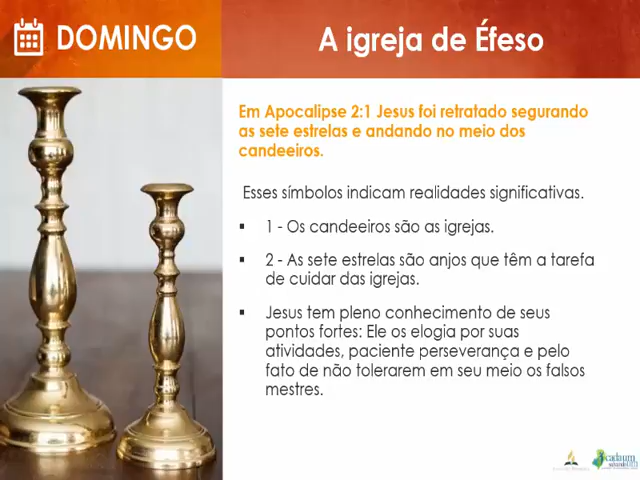 DOMINGO
A igreja de Éfeso
Em Apocalipse 2:1 Jesus foi retratado segurando
as sete estrelas e andando no meio dos
candeeiros.
Esses símbolos indicam realidades significativas.
▪ 1 - Os candeeiros são as igrejas.
▪ 2 - As sete estrelas são anjos que têm a tarefa
de cuidar das igrejas.
▪ Jesus tem pleno conhecimento de seus
pontos fortes: Ele os elogia por suas
atividades, paciente perseverança e pelo
fato de não tolerarem em seu meio os falsos
mestres.